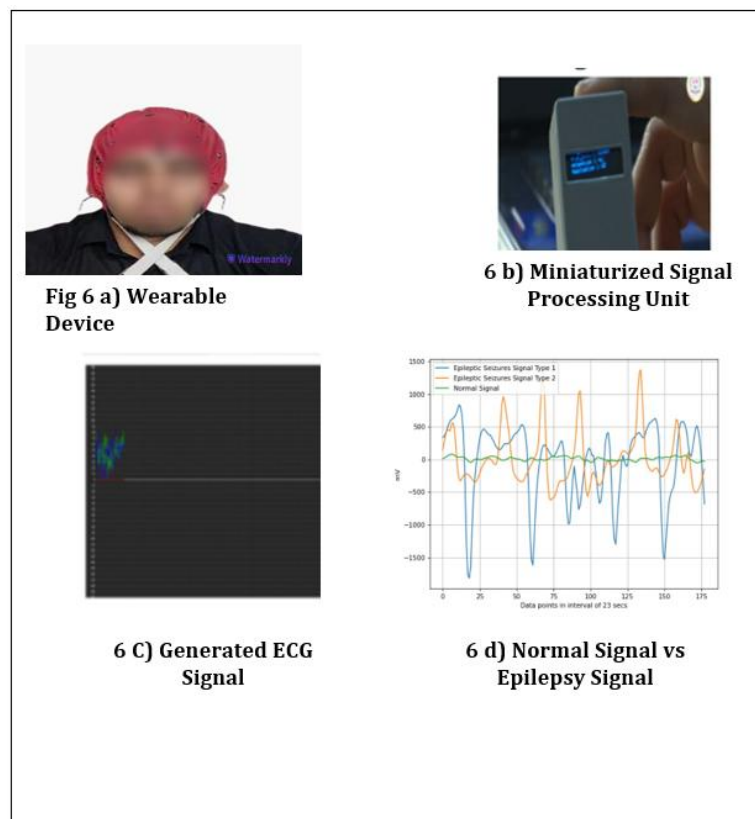 Watermarkly
Fig 6 a) Wearable
Device
6 b) Miniaturized Signal
Processing Unit
6 C) Generated ECG
Signal
Epileptic Seizures Signal Type 1
Epileptic Seizures Signal Type 2
Normal Signal
1500
1000
500
0
−500
−1000
−1500
mV
0 25 50 75 100 125 150 175
Data points in interval of 23 secs
6 d) Normal Signal vs
Epilepsy Signal